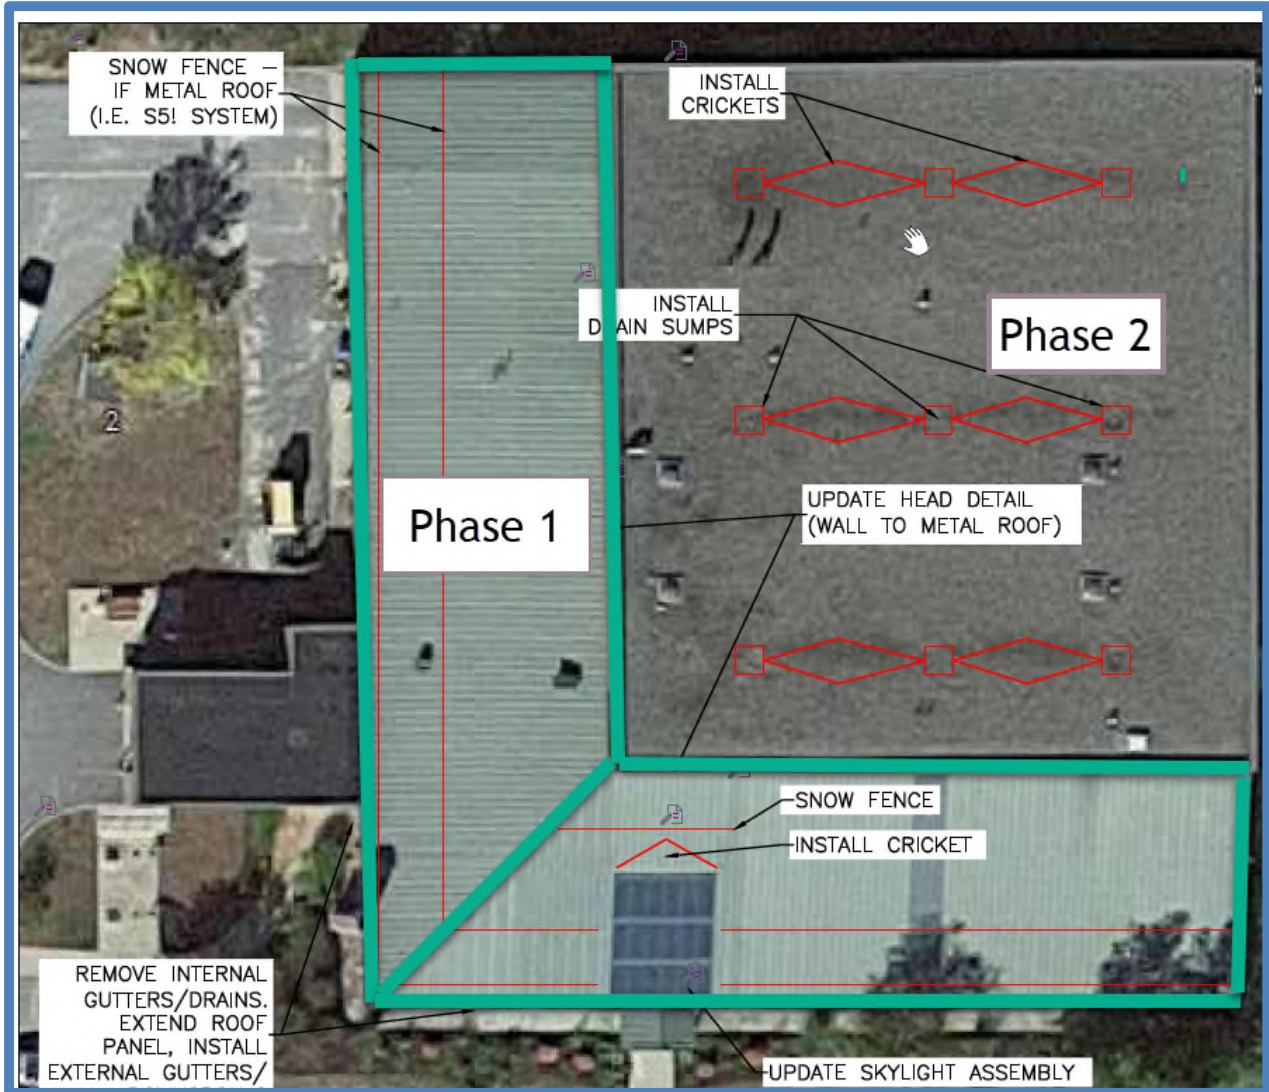 SNOW FENCE –
IF METAL ROOF
(I.E. S5! SYSTEM)
INSTALL
CRICKETS
INSTALL
DRAIN SUMPS
Phase 2
2
Phase 1
UPDATE HEAD DETAIL
(WALL TO METAL ROOF)
SNOW FENCE
INSTALL CRICKET
REMOVE INTERNAL
GUTTERS/DRAINS.
EXTEND ROOF
PANEL, INSTALL
EXTERNAL GUTTERS/
UPDATE SKYLIGHT ASSEMBLY